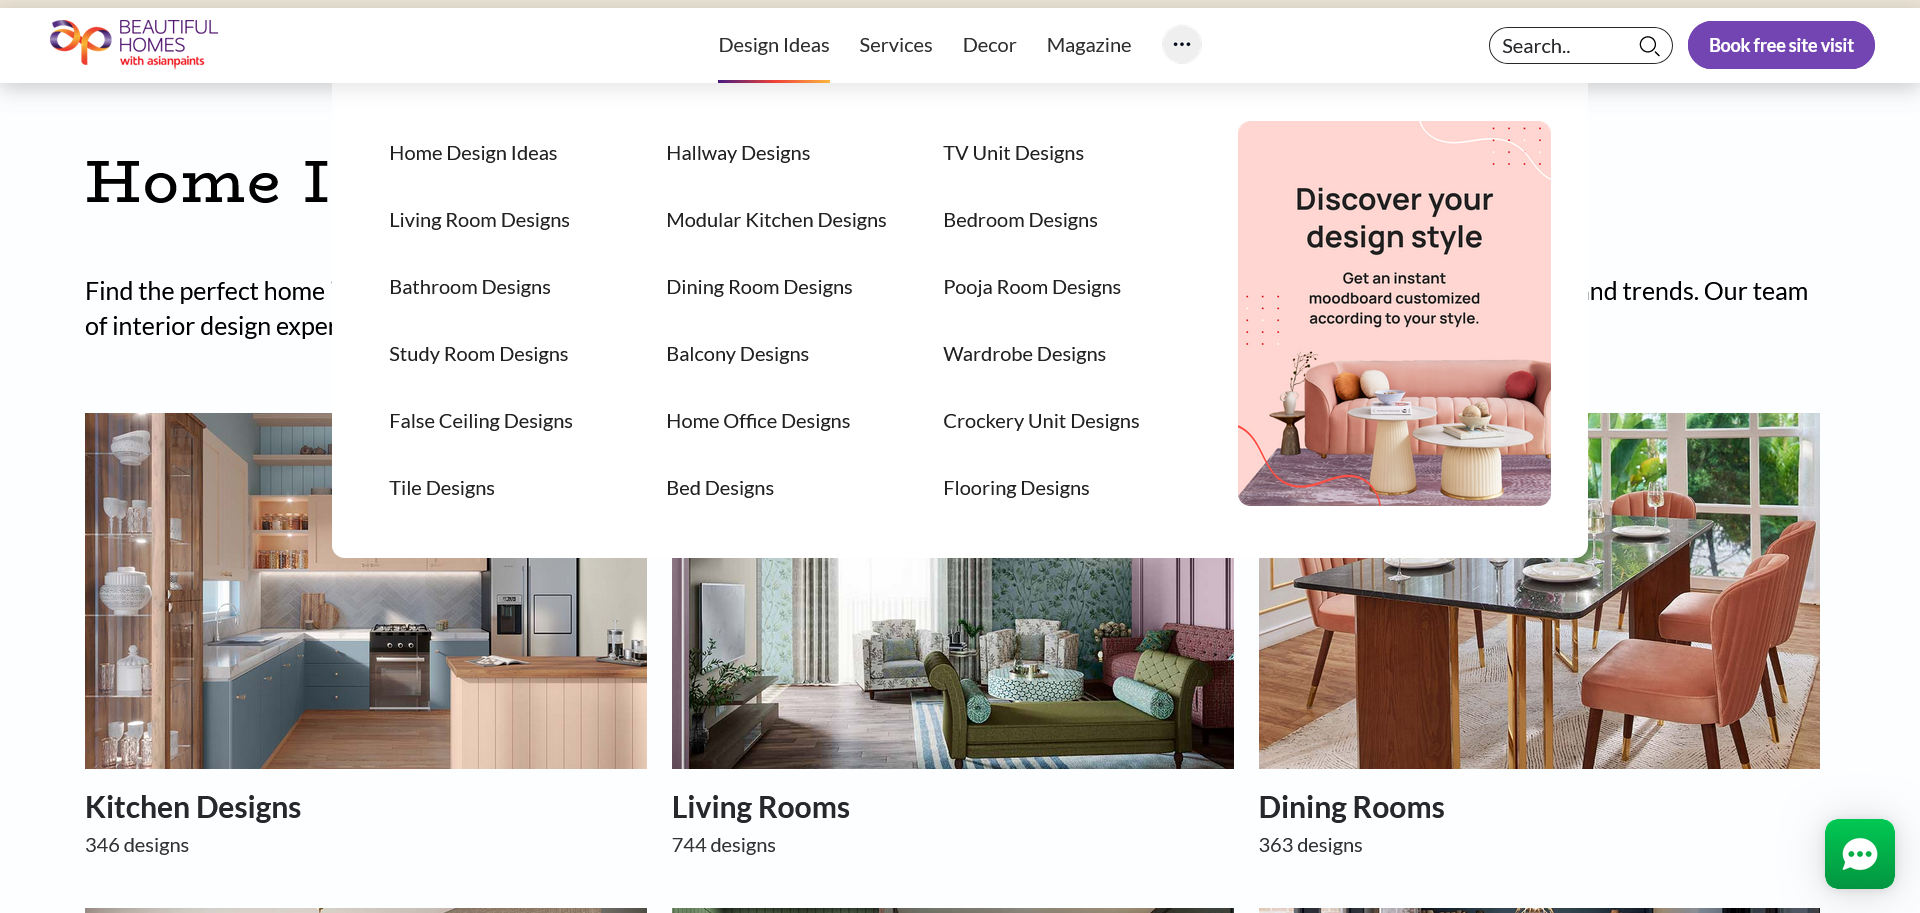 BEAUTIFUL
HOMES
with asianpaints
Design Ideas
Services
Decor
Magazine
Search..
Book free site visit
Home I
Find the perfect home
nd trends. Our team
of interior design exper
Home Design Ideas
Hallway Designs
TV Unit Designs
Living Room Designs
Modular Kitchen Designs
Bedroom Designs
Bathroom Designs
Dining Room Designs
Pooja Room Designs
Study Room Designs
Balcony Designs
Wardrobe Designs
False Ceiling Designs
Home Office Designs
Crockery Unit Designs
Tile Designs
Bed Designs
Flooring Designs
Discover your
design style
Get an instant
moodboard customized
according to your style.
Kitchen Designs
346 designs
Living Rooms
744 designs
Dining Rooms
363 designs